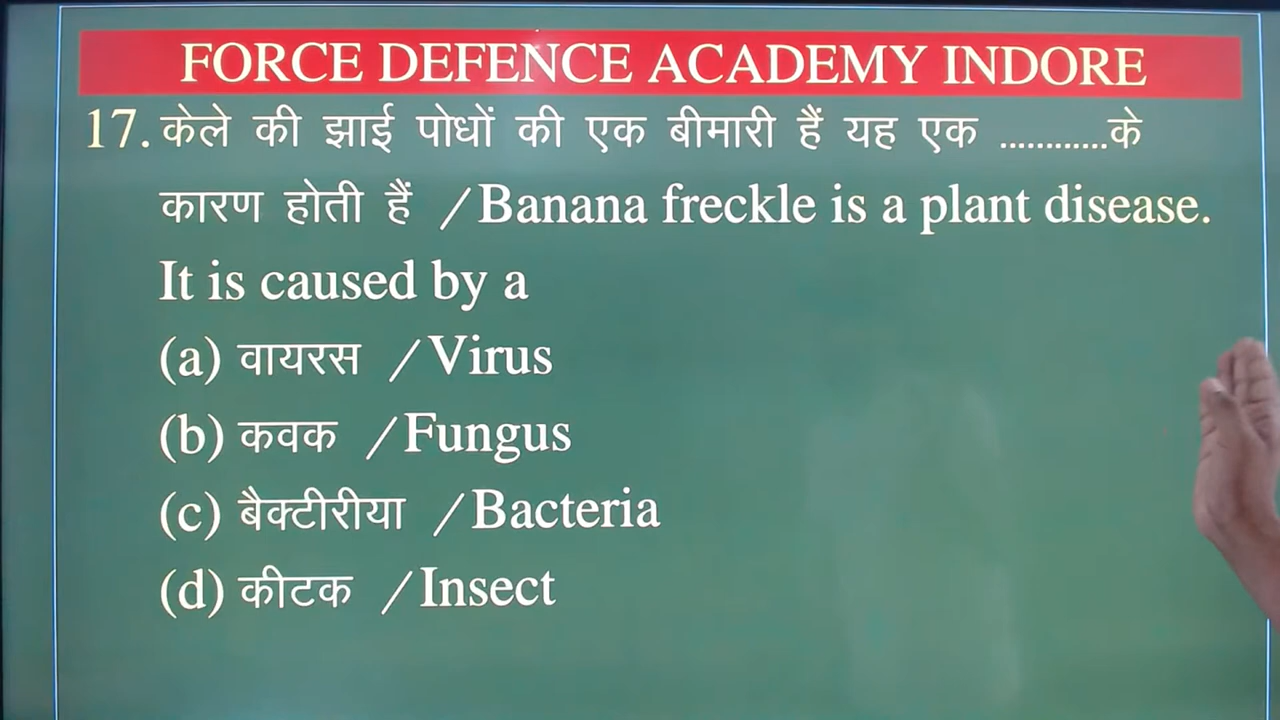 FORCE DEFENCE ACADEMY INDORE
17. केले की झाई पोधों की एक बीमारी हैं यह एक ............के
कारण होती हैं /Banana freckle is a plant disease.
It is caused by a
(a) वायरस /Virus
(b) कवक /Fungus
(c) बैक्टीरीया /Bacteria
(d) कीटक /Insect